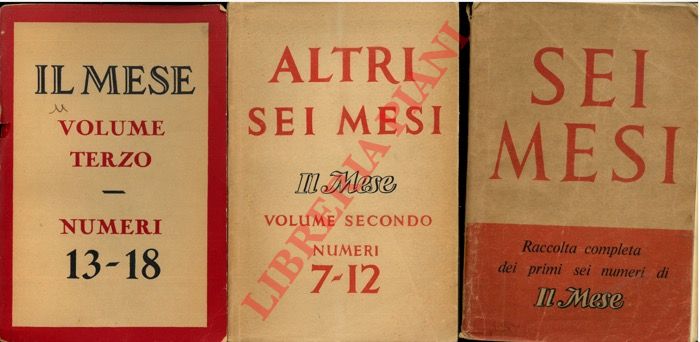 IL MESE
VOLUME
TERZO
—
NUMERI
13-18
ALTRI
SEI MESI
Il Mese
VOLUME SECONDO
NUMERI
7-12
LIBRERIA PIANI
SEI
MESI
Raccolta completa
dei primi sei numeri di
Il Mese